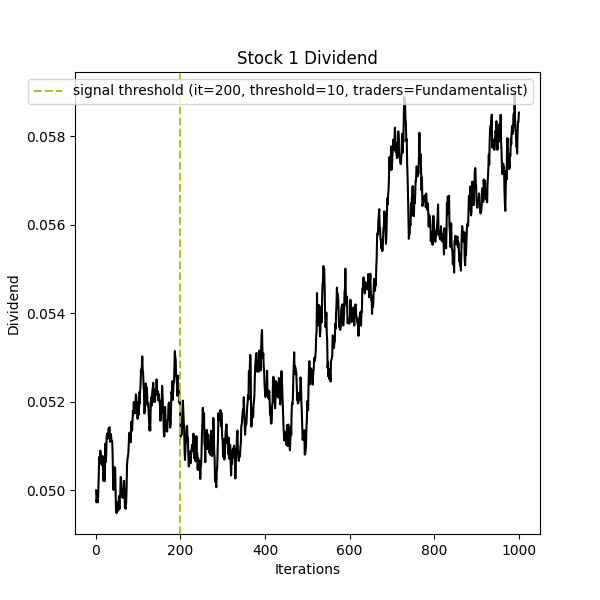 Stock 1 Dividend
signal threshold (it=200, threshold=10, traders=Fundamentalist)
0.058
0.056
0.054
0.052
0.050
Dividend
0
200
400
600
800
1000
Iterations